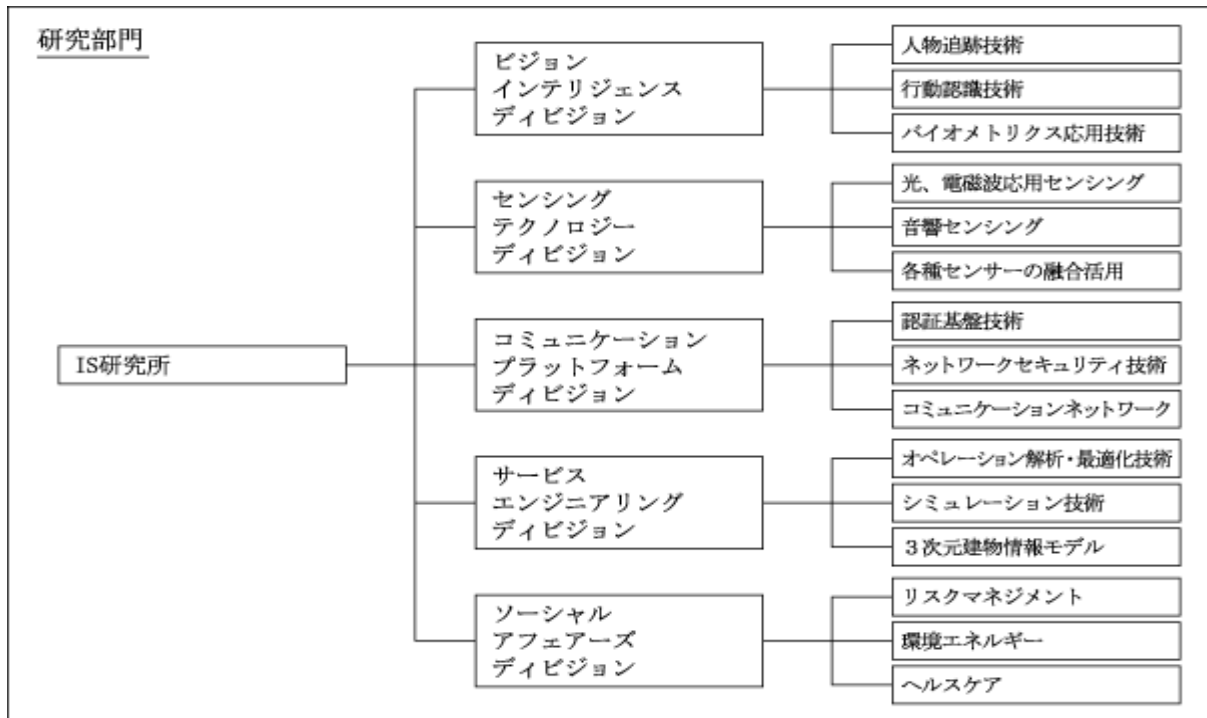 研究部門
IS研究所
ビジョン
インテリジェンス
ディビジョン
人物追跡技術
行動認識技術
バイオメトリクス応用技術
センシング
テクノロジー
ディビジョン
光、電磁波応用センシング
音響センシング
各種センサーの融合活用
コミュニケーション
プラットフォーム
ディビジョン
認証基盤技術
ネットワークセキュリティ技術
コミュニケーションネットワーク
サービス
エンジニアリング
ディビジョン
オペレーション解析・最適化技術
シミュレーション技術
3次元建物情報モデル
ソーシャル
アフェアーズ
ディビジョン
リスクマネジメント
環境エネルギー
ヘルスケア